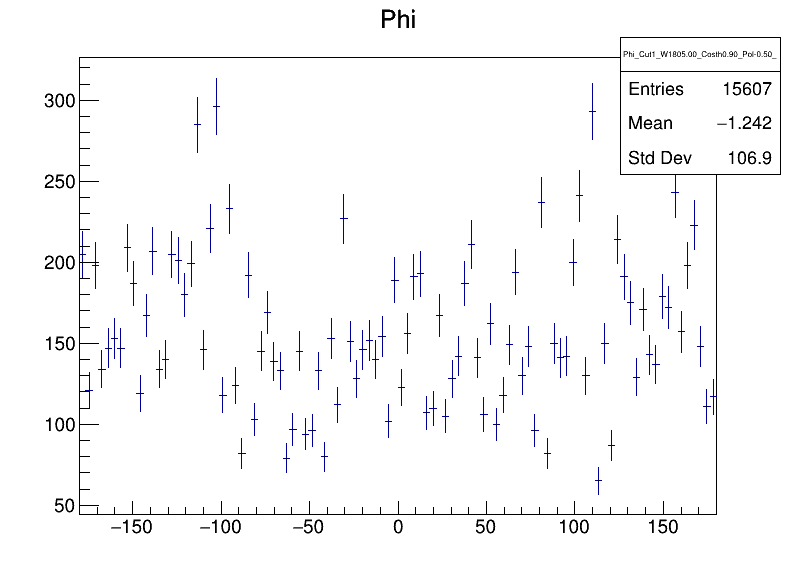 Phi
Phi_Cut1_W1805.00_Costh0.90_Pol-0.50_
Entries 15607
Mean −1.242
Std Dev 106.9
300
250
200
150
100
50
−150 −100 −50 0 50 100 150